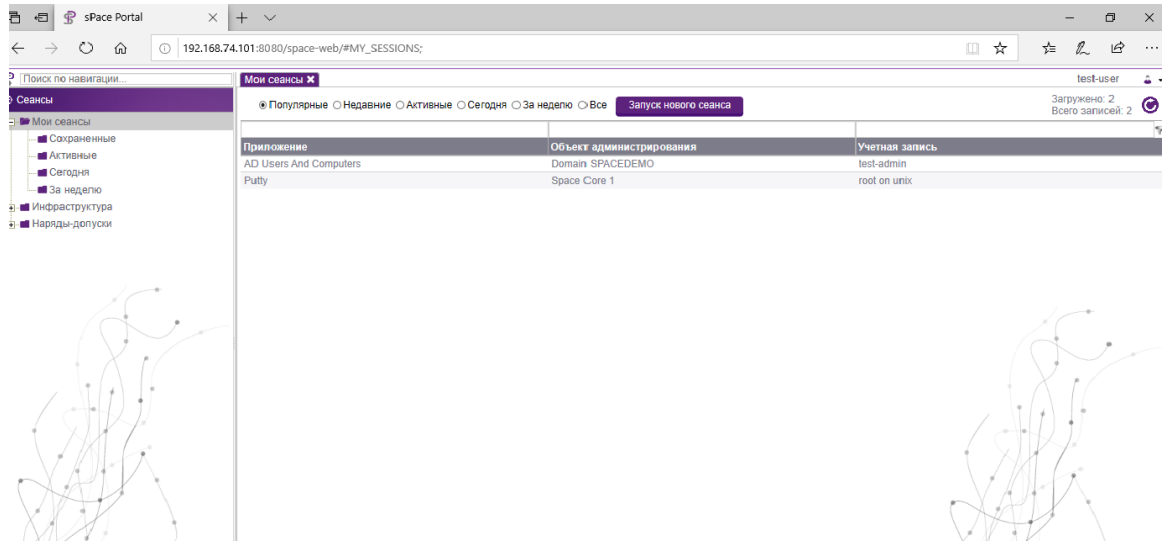 sPace Portal
192.168.74.101:8080/space-web/#MY_SESSIONS;
Поиск по навигации...
Мои сеансы
test-user
Сеансы
Популярные Недавние Активные Сегодня За неделю Все
Запуск нового сеанса
Загружено: 2
Всего записей: 2
Мои сеансы
Сохраненные
Активные
Сегодня
За неделю
Инфраструктура
Наряды-допуски
Приложение Объект администрирования Учетная запись
AD Users And Computers Domain SPACEDEMO test-admin
Putty Space Core 1 root on unix